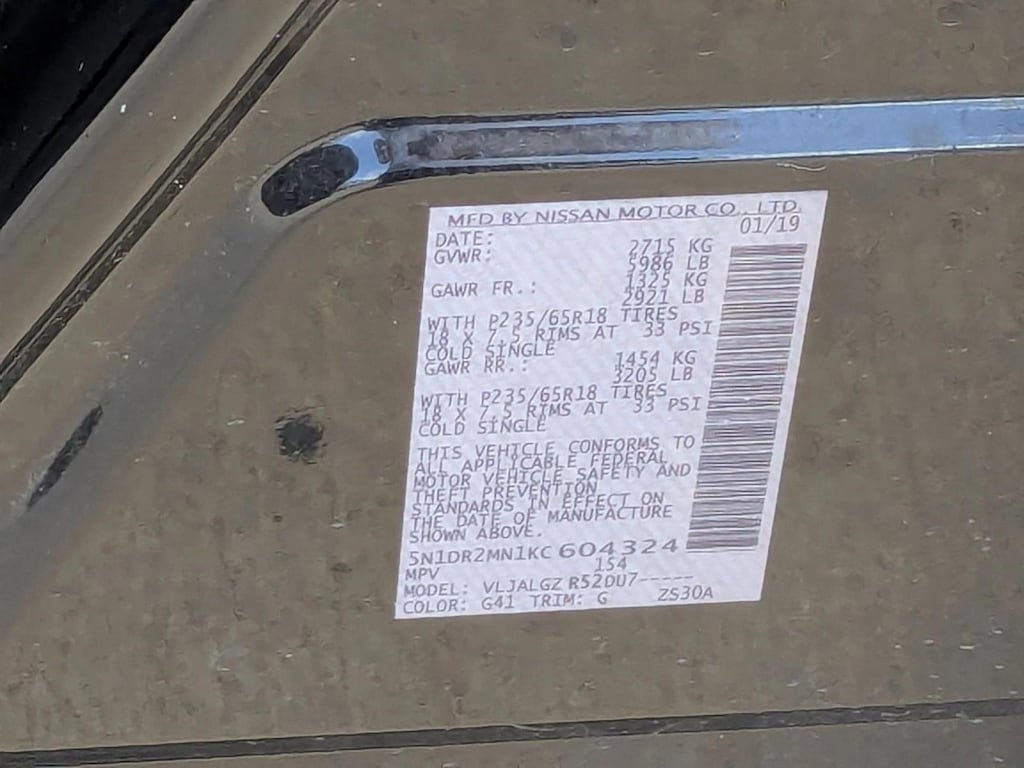 MFD BY NISSAN MOTOR CO., LTD.
DATE: 01/19
GVWR: 2715 KG
5986 LB
GAWR FR.: 1325 KG
2921 LB
WITH P235/65R18 TIRES
18 X 7.5 RIMS AT 33 PSI
COLD SINGLE
GAWR RR.: 1454 KG
3205 LB
WITH P235/65R18 TIRES
18 X 7.5 RIMS AT 33 PSI
COLD SINGLE
THIS VEHICLE CONFORMS TO
ALL APPLICABLE FEDERAL
MOTOR VEHICLE SAFETY AND
THEFT PREVENTION
STANDARDS IN EFFECT ON
THE DATE OF MANUFACTURE
SHOWN ABOVE.
5N1DR2MN1KC604324
MPV 154
MODEL: VLJALGZ R52DU7-----
COLOR: G41 TRIM: G ZS30A